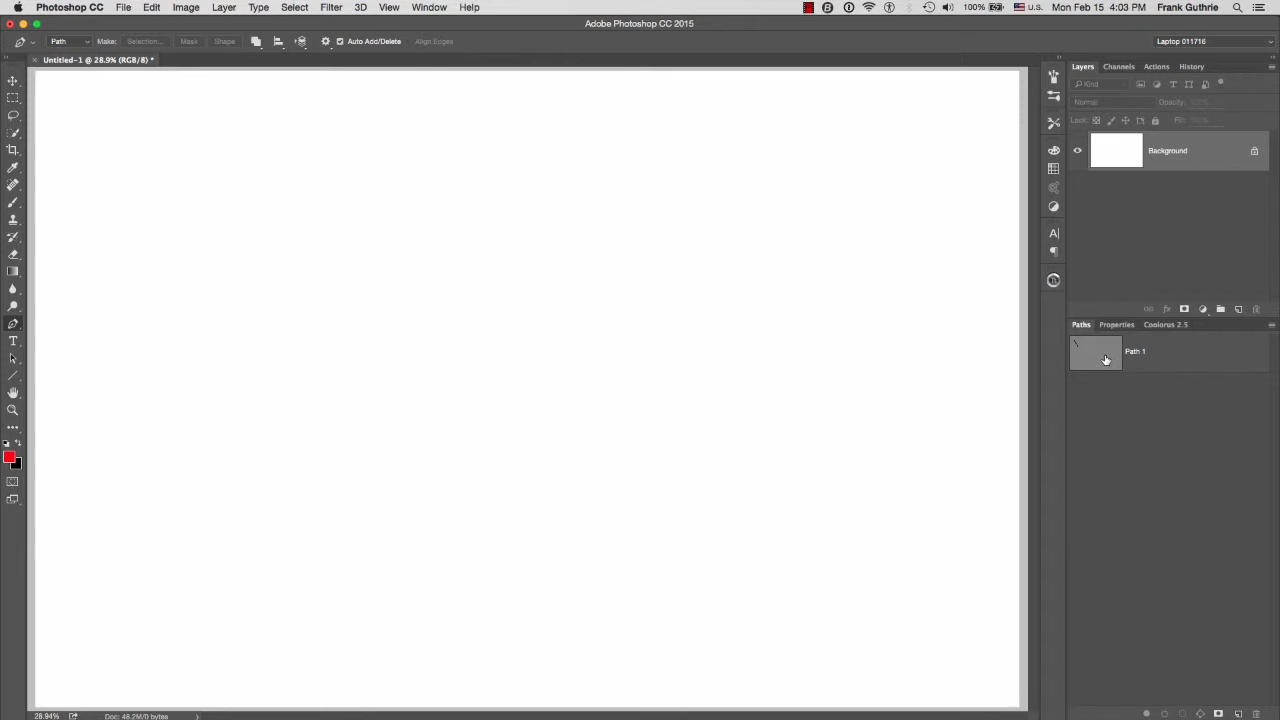 Photoshop CC File Edit Image Layer Type Select Filter 3D View Window Help 100% U.S. Mon Feb 15 4:03 PM Frank Guthrie
Adobe Photoshop CC 2015
Path Make: Selection... Mask Shape Auto Add/Delete Align Edges Laptop 011716
Untitled-1 @ 28.9% (RGB/8) *
Layers Channels Actions History
Kind
Normal Opacity: 100%
Lock: Fill: 100%
Background
Paths Properties Coolorus 2.5
Path 1
28.94% Doc: 48.2M/0 bytes